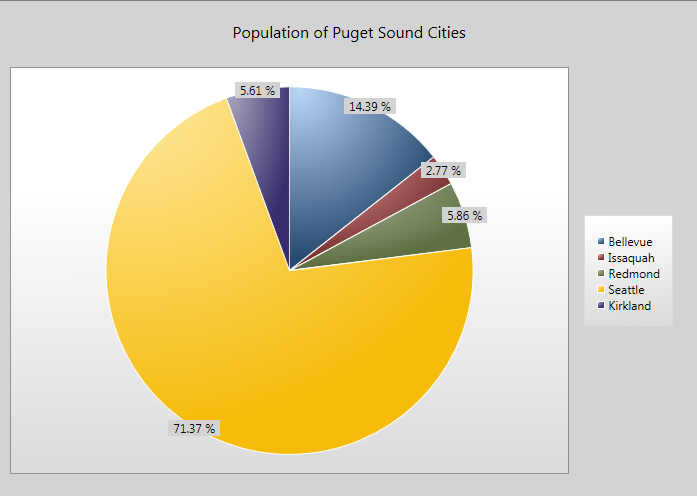 Population of Puget Sound Cities
5.61 %
14.39 %
2.77 %
5.86 %
71.37 %
Bellevue
Issaquah
Redmond
Seattle
Kirkland